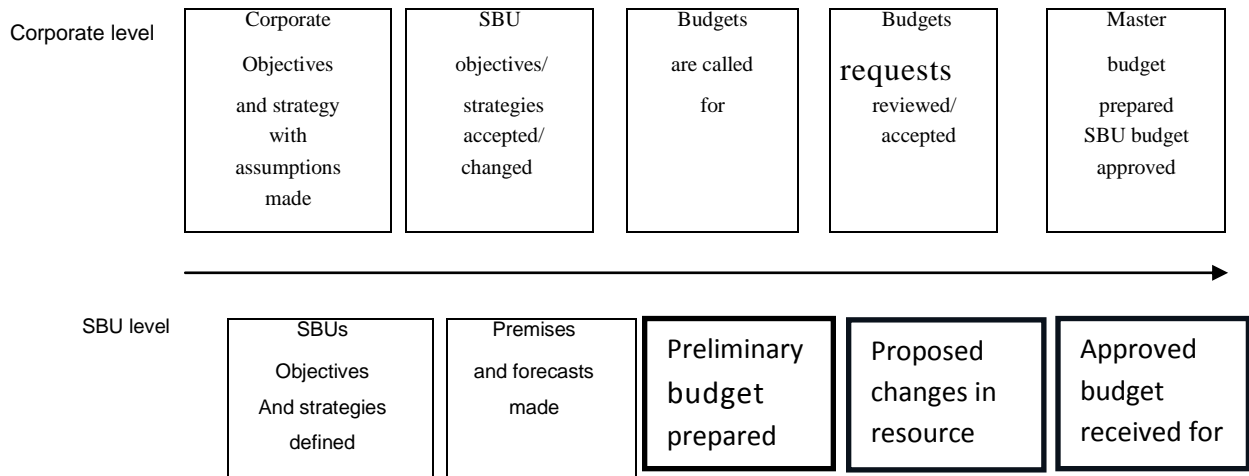 Corporate level
Corporate
Objectives
and strategy
with
assumptions
made
SBU
objectives/
strategies
accepted/
changed
Budgets
are called
for
Budgets
requests
reviewed/
accepted
Master
budget
prepared
SBU budget
approved
SBU level
SBUs
Objectives
And strategies
defined
Premises
and forecasts
made
Preliminary
budget
prepared
Proposed
changes in
resource
Approved
budget
received for